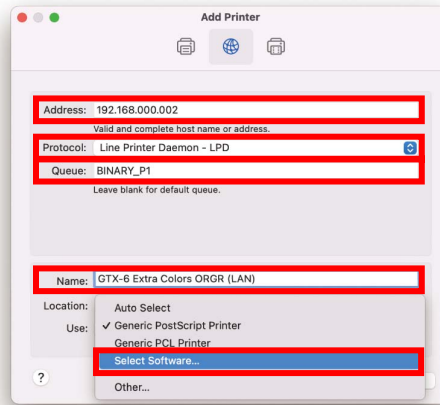 Add Printer
Address: 192.168.000.002
Valid and complete host name or address.
Protocol: Line Printer Daemon - LPD
Queue: BINARY_P1
Leave blank for default queue.
Name: GTX-6 Extra Colors ORGR (LAN)
Location:
Auto Select
Use: ✓ Generic PostScript Printer
Generic PCL Printer
Select Software...
Other...
?